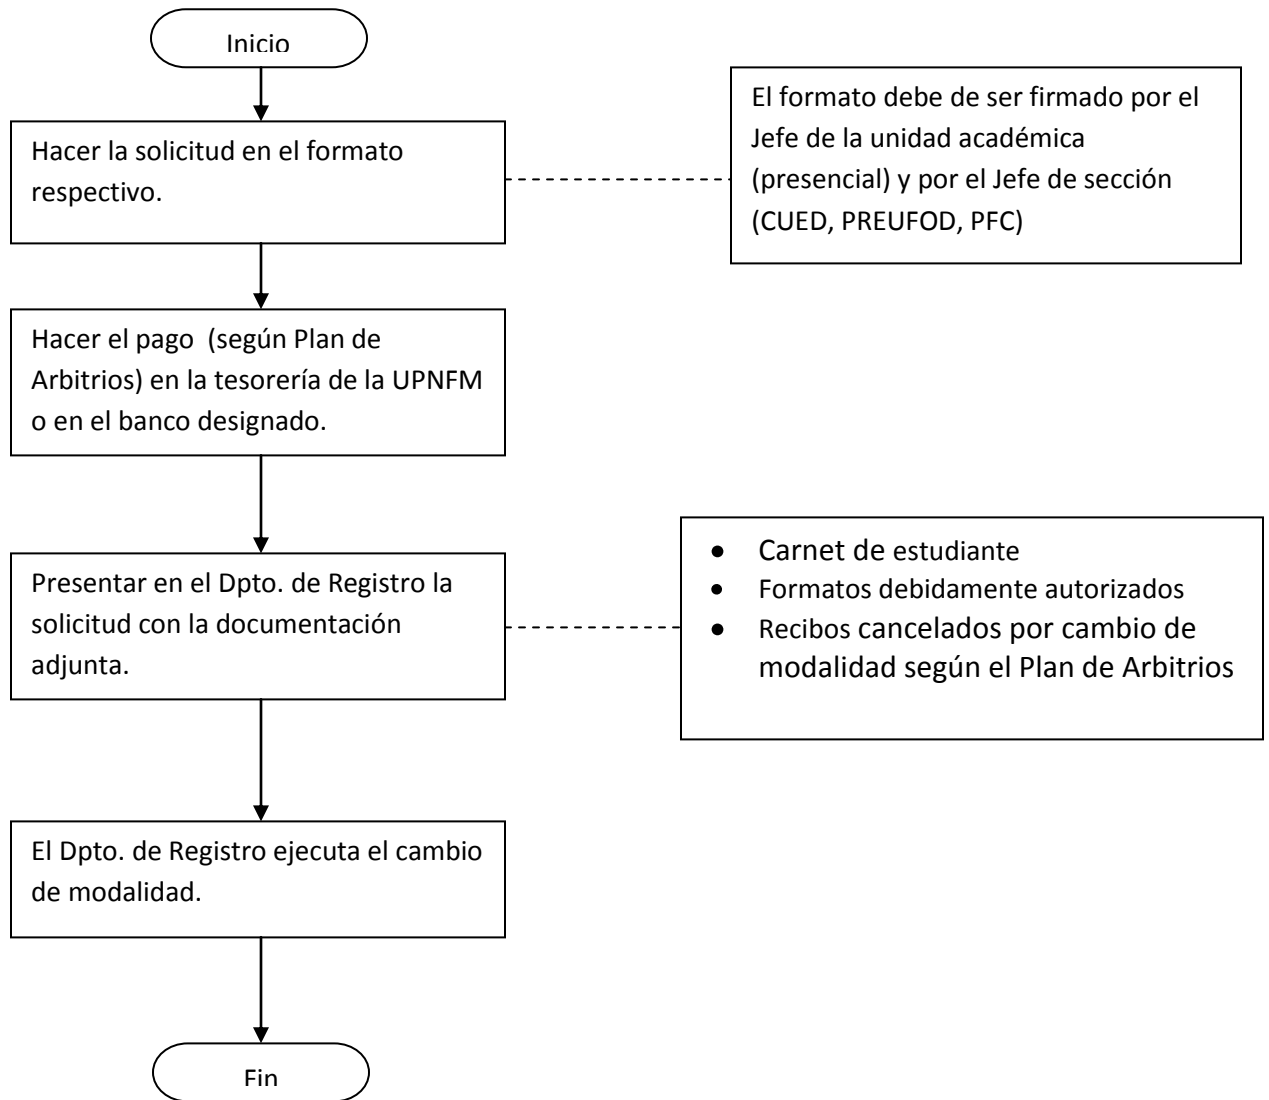 Inicio
Hacer la solicitud en el formato
respectivo.
El formato debe de ser firmado por el
Jefe de la unidad académica
(presencial) y por el Jefe de sección
(CUED, PREUFOD, PFC)
Hacer el pago  (según Plan de
Arbitrios) en la tesorería de la UPNFM
o en el banco designado.
Presentar en el Dpto. de Registro la
solicitud con la documentación
adjunta.
• Carnet de estudiante
• Formatos debidamente autorizados
• Recibos cancelados por cambio de
modalidad según el Plan de Arbitrios
El Dpto. de Registro ejecuta el cambio
de modalidad.
Fin